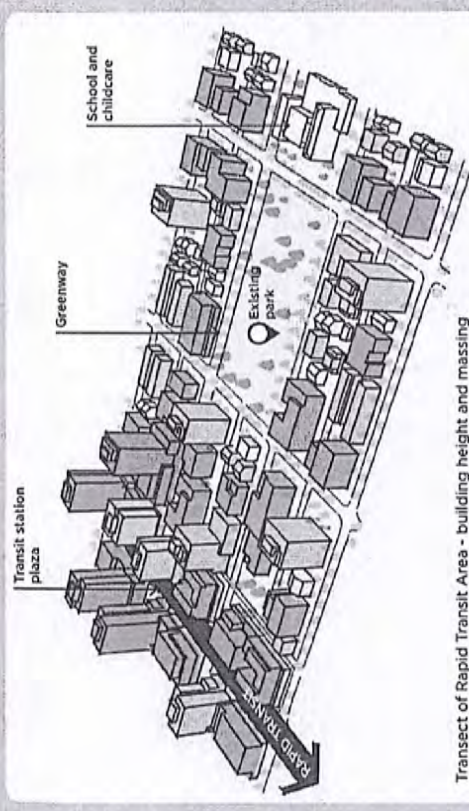 Transit station
plaza
Greenway
School and
childcare
Existing
park
RAPID TRANSIT
Transect of Rapid Transit Area - building height and massing